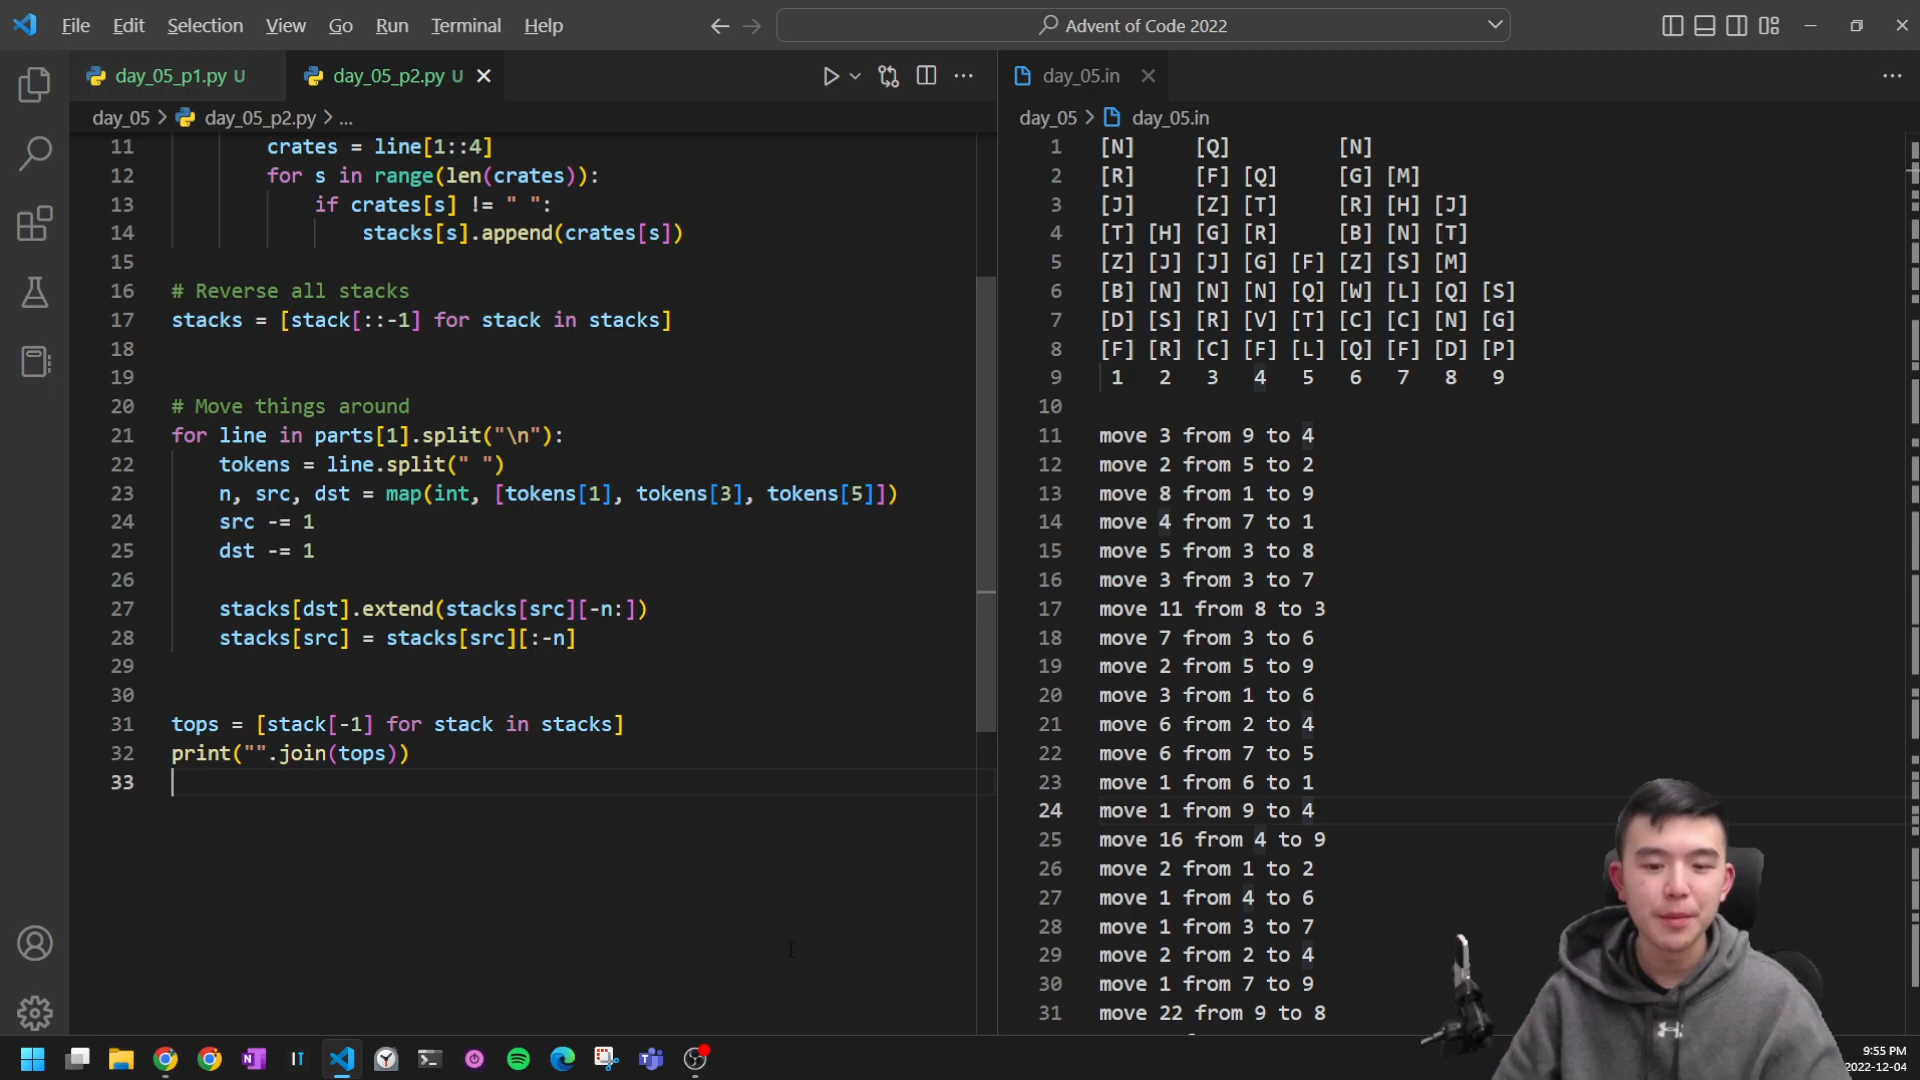 File Edit Selection View Go Run Terminal Help
Advent of Code 2022
day_05_p1.py U
day_05_p2.py U
day_05 > day_05_p2.py > ...
11 crates = line[1::4]
12 for s in range(len(crates)):
13 if crates[s] != " ":
14 stacks[s].append(crates[s])
15
16 # Reverse all stacks
17 stacks = [stack[::-1] for stack in stacks]
18
19
20 # Move things around
21 for line in parts[1].split("\n"):
22 tokens = line.split(" ")
23 n, src, dst = map(int, [tokens[1], tokens[3], tokens[5]])
24 src -= 1
25 dst -= 1
26
27 stacks[dst].extend(stacks[src][-n:])
28 stacks[src] = stacks[src][:-n]
29
30
31 tops = [stack[-1] for stack in stacks]
32 print("".join(tops))
33
day_05.in
day_05 > day_05.in
1 [N] [Q] [N]
2 [R] [F] [Q] [G] [M]
3 [J] [Z] [T] [R] [H] [J]
4 [T] [H] [G] [R] [B] [N] [T]
5 [Z] [J] [J] [G] [F] [Z] [S] [M]
6 [B] [N] [N] [N] [Q] [W] [L] [Q] [S]
7 [D] [S] [R] [V] [T] [C] [C] [N] [G]
8 [F] [R] [C] [F] [L] [Q] [F] [D] [P]
9 1 2 3 4 5 6 7 8 9
10
11 move 3 from 9 to 4
12 move 2 from 5 to 2
13 move 8 from 1 to 9
14 move 4 from 7 to 1
15 move 5 from 3 to 8
16 move 3 from 3 to 7
17 move 11 from 8 to 3
18 move 7 from 3 to 6
19 move 2 from 5 to 9
20 move 3 from 1 to 6
21 move 6 from 2 to 4
22 move 6 from 7 to 5
23 move 1 from 6 to 1
24 move 1 from 9 to 4
25 move 16 from 4 to 9
26 move 2 from 1 to 2
27 move 1 from 4 to 6
28 move 1 from 3 to 7
29 move 2 from 2 to 4
30 move 1 from 7 to 9
31 move 22 from 9 to 8
9:55 PM
2022-12-04